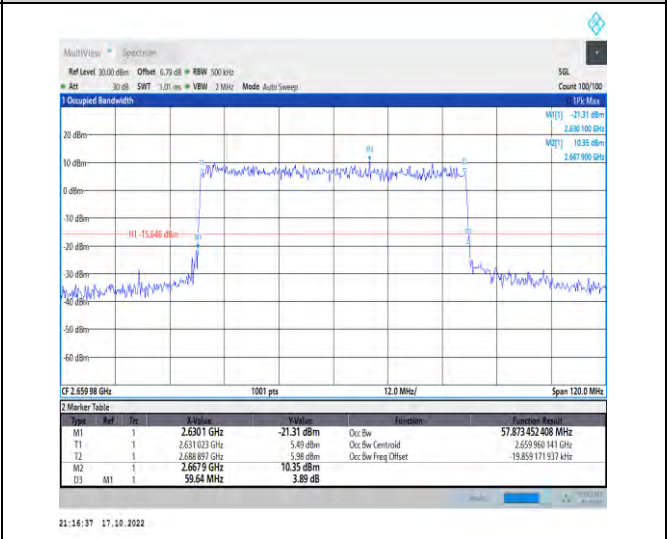 MultiView Spectrum
Ref Level 30.00 dBm Offset 6.79 dB RBW 500 kHz SGL
Att 30 dB SWT 1.01 ms VBW 2 MHz Mode Auto Sweep Count 100/100
1 Occupied Bandwidth 1Pk Max
M1[1] -21.31 dBm
2.630 100 GHz
20 dBm
M2[1] 10.35 dBm
2.667 900 GHz
M2
10 dBm
0 dBm
-10 dBm
H1 -15.646 dBm
M1
-20 dBm
-30 dBm
-40 dBm
-50 dBm
-60 dBm
CF 2.659 98 GHz 1001 pts 12.0 MHz/ Span 120.0 MHz
2 Marker Table
Type Ref Trc X-Value Y-Value Function Function Result
M1 1 2.6301 GHz -21.31 dBm Occ Bw 57.873 452 408 MHz
T1 1 2.631 023 GHz 5.49 dBm Occ Bw Centroid 2.659 960 141 GHz
T2 1 2.688 897 GHz 5.98 dBm Occ Bw Freq Offset -19.859 171 937 kHz
M2 1 2.667 9 GHz 10.35 dBm
D3 M1 1 59.64 MHz 3.89 dB
21:16:37 17.10.2022